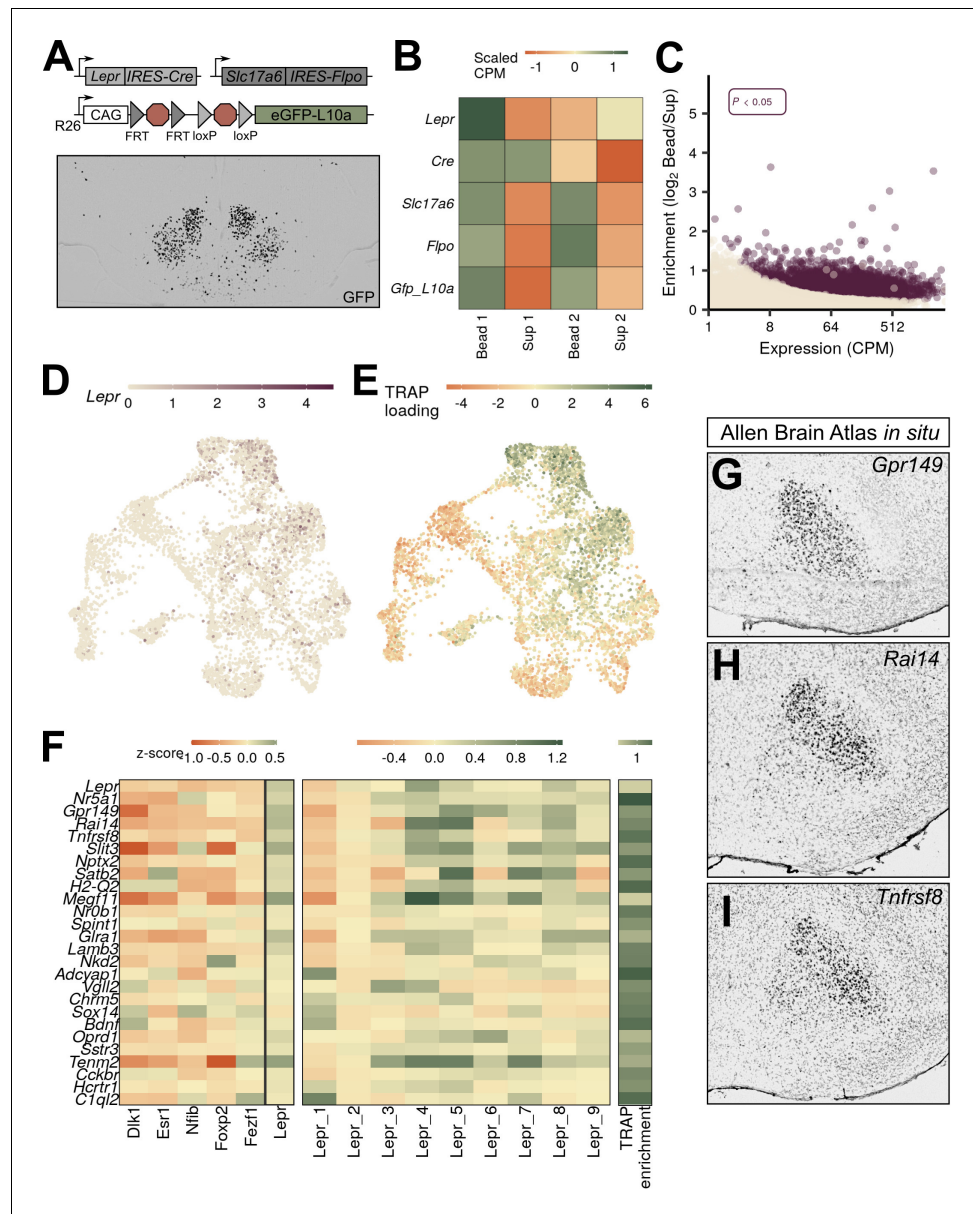 A
Lepr IRES-Cre
Slc17a6 IRES-Flpo
R26 CAG eGFP-L10a
FRT FRT loxP loxP
GFP
B
Scaled CPM
-1 0 1
Lepr
Cre
Slc17a6
Flpo
Gfp_L10a
Bead 1
Sup 1
Bead 2
Sup 2
C
P < 0.05
Enrichment (log2 Bead/Sup)
5
4
3
2
1
0
1 8 64 512
Expression (CPM)
D
Lepr
0 1 2 3 4
E
TRAP loading
-4 -2 0 2 4 6
F
z-score
-1.0 -0.5 0.0 0.5
-0.4 0.0 0.4 0.8 1.2
1
Lepr
Nr5a1
Gpr149
Rai14
Tnfrsf8
Slit3
Nptx2
Satb2
H2-Q2
Megf11
Nr0b1
Spint1
Glra1
Lamb3
Nkd2
Adcyap1
Vgll2
Chrm5
Sox14
Bdnf
Oprd1
Sstr3
Tenm2
Cckbr
Hcrtr1
C1ql2
Dlk1
Esr1
Nfib
Foxp2
Fezf1
Lepr
Lepr_1
Lepr_2
Lepr_3
Lepr_4
Lepr_5
Lepr_6
Lepr_7
Lepr_8
Lepr_9
TRAP
enrichment
Allen Brain Atlas in situ
G
Gpr149
H
Rai14
I
Tnfrsf8